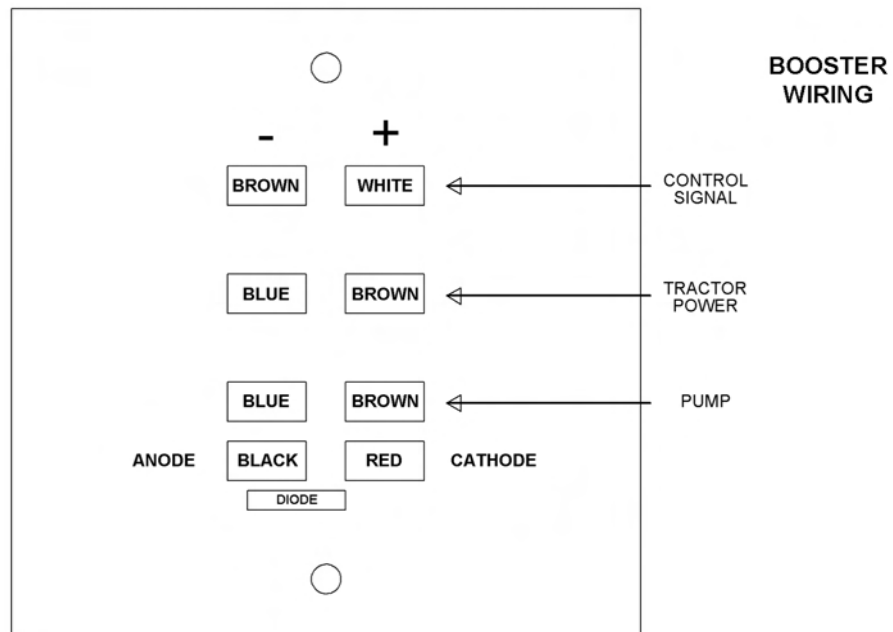 BOOSTER
WIRING
- +
BROWN WHITE
CONTROL
SIGNAL
BLUE BROWN
TRACTOR
POWER
BLUE BROWN PUMP
ANODE BLACK RED CATHODE
DIODE